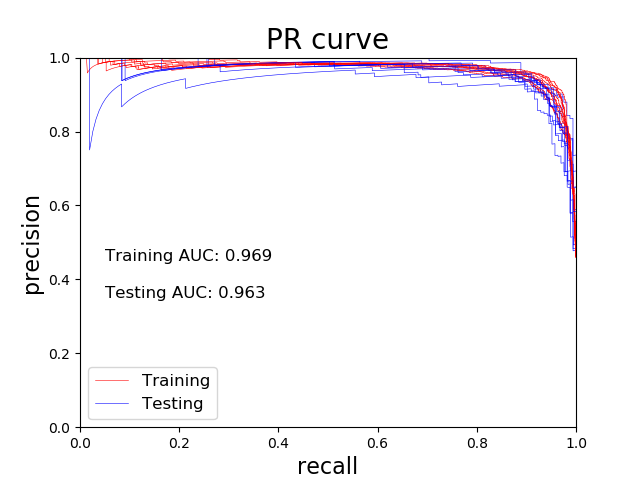 PR curve
1.0
0.8
0.6
0.4
0.2
0.0
precision
Training AUC: 0.969
Testing AUC: 0.963
Training
Testing
0.0 0.2 0.4 0.6 0.8 1.0
recall